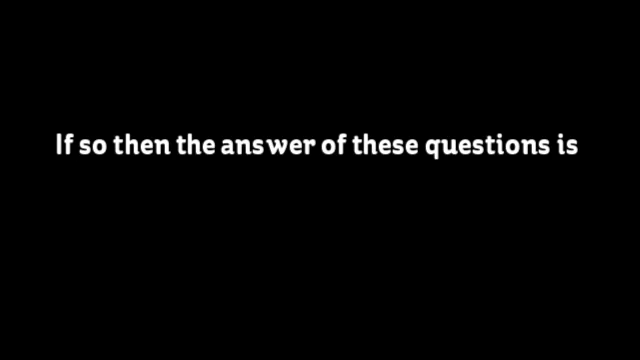 If so then the answer of these questions is